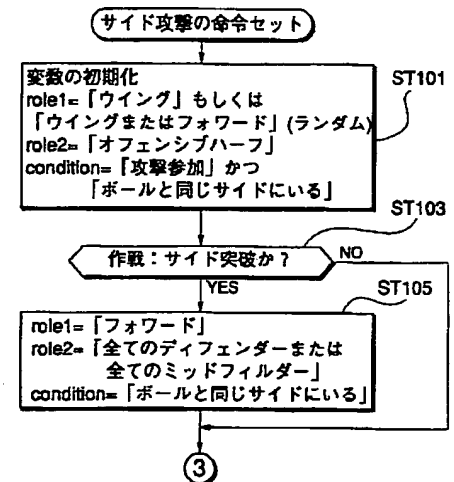 サイド攻撃の命令セット
変数の初期化
role1=「ウイング」もしくは
「ウイングまたはフォワード」(ランダム)
role2=「オフェンシブハーフ」
condition=「攻撃参加」かつ
「ボールと同じサイドにいる」
ST101
ST103
作戦：サイド突破か？
NO
YES
ST105
role1=「フォワード」
role2=「全てのディフェンダーまたは
全てのミッドフィルダー」
condition=「ボールと同じサイドにいる」
3